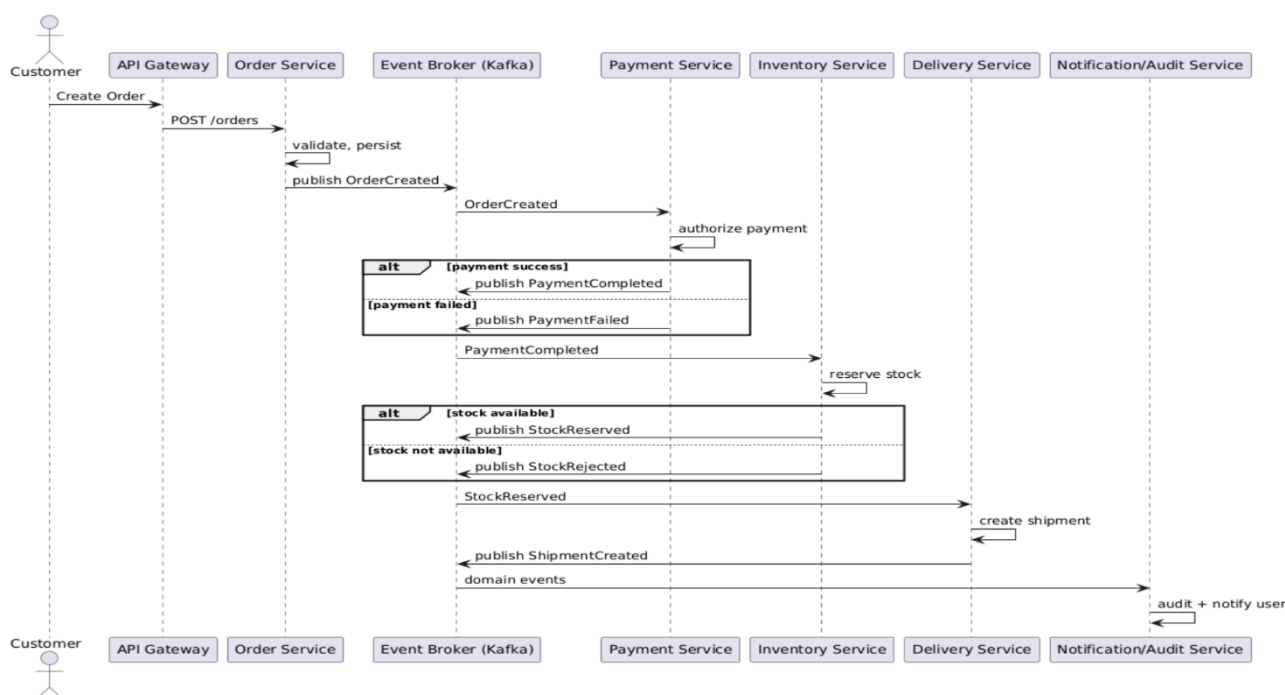 Customer
API Gateway
Order Service
Event Broker (Kafka)
Payment Service
Inventory Service
Delivery Service
Notification/Audit Service
Create Order
POST /orders
validate, persist
publish OrderCreated
OrderCreated
authorize payment
alt [payment success]
publish PaymentCompleted
[payment failed]
publish PaymentFailed
PaymentCompleted
reserve stock
alt [stock available]
publish StockReserved
[stock not available]
publish StockRejected
StockReserved
create shipment
publish ShipmentCreated
domain events
audit + notify user
Customer
API Gateway
Order Service
Event Broker (Kafka)
Payment Service
Inventory Service
Delivery Service
Notification/Audit Service